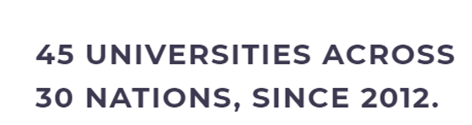 45 UNIVERSITIES ACROSS
30 NATIONS, SINCE 2012.